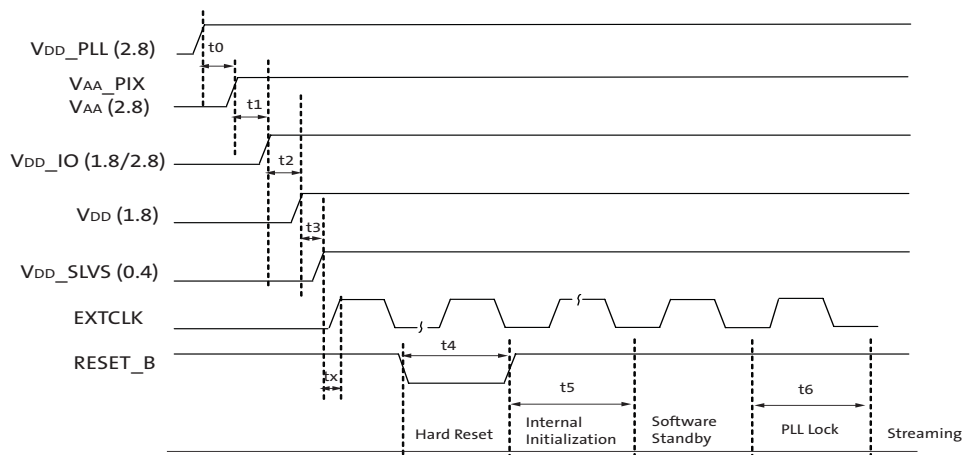 VDD_PLL (2.8)
t0
VAA_PIX
VAA (2.8)
t1
VDD_IO (1.8/2.8)
t2
VDD (1.8)
t3
VDD_SLVS (0.4)
EXTCLK
RESET_B
t4
tx
t5
t6
Hard Reset
Internal
Initialization
Software
Standby
PLL Lock
Streaming